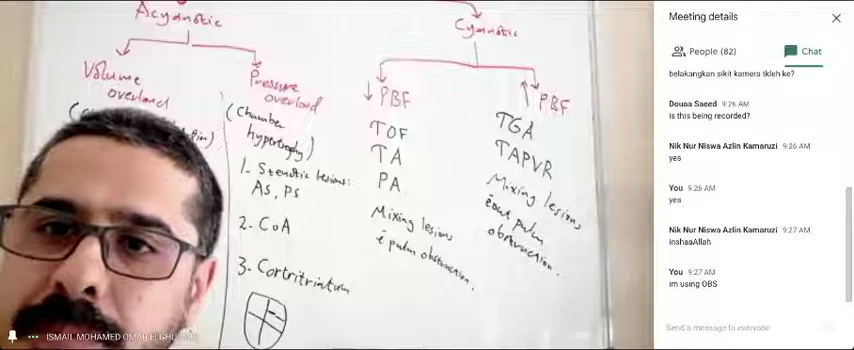 Acyanotic
Volume
overload
Pressure
overload
(Chamber
hypertrophy)
1- Stenotic lesions:
AS, PS
2- CoA
3- Cortriatriatum
Cyanotic
↓ PBF
TOF
TA
PA
Mixing lesions
c̄ pulm obstruction.
↑ PBF
TGA
TAPVR
Mixing lesions
c̄out pulm
obstruction.
ISMAIL MOHAMED OMAR
Meeting details
People (82)
Chat
belakangkan sikit kamera tkleh ke?
Douaa Saeed 9:26 AM
is this being recorded?
Nik Nur Niswa Azlin Kamaruzi 9:26 AM
yes
You 9:26 AM
yes
Nik Nur Niswa Azlin Kamaruzi 9:27 AM
inshaaAllah
You 9:27 AM
im using OBS
Send a message to everyone